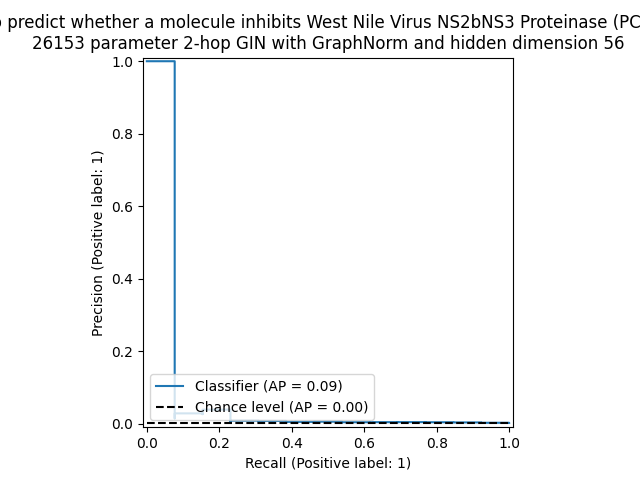 predict whether a molecule inhibits West Nile Virus NS2bNS3 Proteinase
26153 parameter 2-hop GIN with GraphNorm and hidden dimension 56
1.0
0.8
0.6
0.4
0.2
0.0
Precision (Positive label: 1)
Classifier (AP = 0.09)
Chance level (AP = 0.00)
0.0 0.2 0.4 0.6 0.8 1.0
Recall (Positive label: 1)